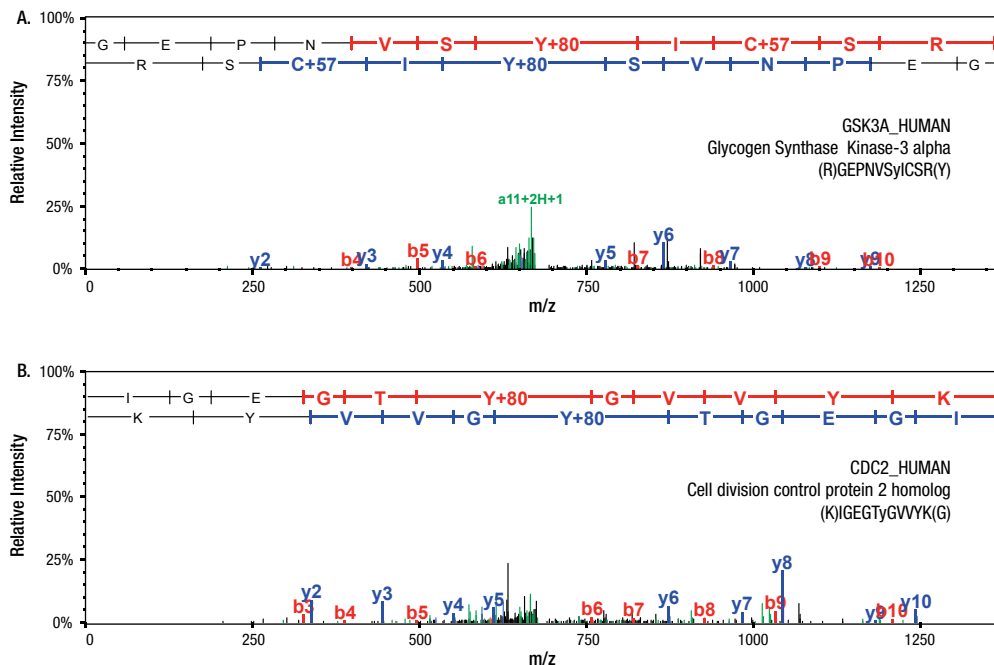 A.
100%
G E P N V S Y+80 I C+57 S R
R S C+57 I Y+80 S V N P E G
75%
GSK3A_HUMAN
Glycogen Synthase Kinase-3 alpha
(R)GEPNVSyICSR(Y)
50%
Relative Intensity
25%
a11+2H+1
y2 b4 y3 b5 y4 b6 y5 b7 y6 b8 y7 y8 b9 y9 b10
0%
0 250 500 750 1000 1250
m/z
B.
100%
I G E G T Y+80 G V V Y K
K Y V V G Y+80 T G E G I
75%
CDC2_HUMAN
Cell division control protein 2 homolog
(K)IGEGTyGVVYK(G)
50%
Relative Intensity
25%
b3 y2 b4 y3 b5 y4 y5 b6 b7 y6 b8 y7 b9 y8 y9 b10 y10
0%
0 250 500 750 1000 1250
m/z